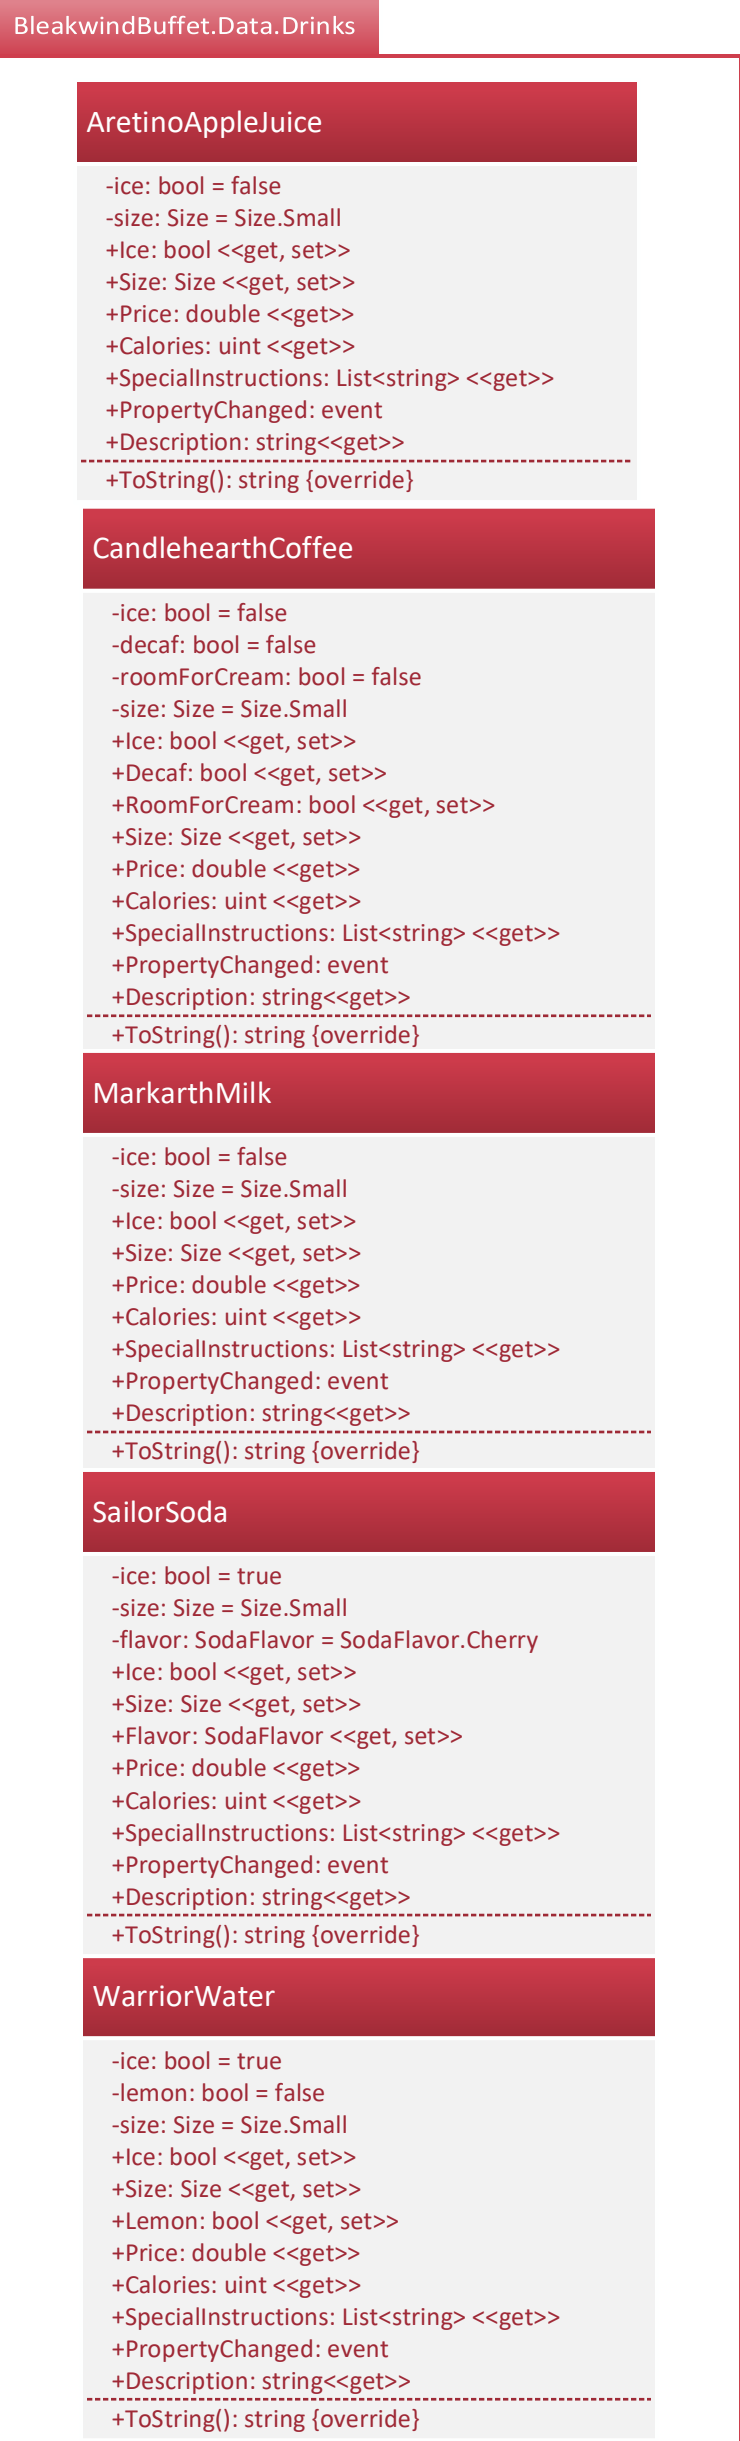 BleakwindBuffet.Data.Drinks
AretinoAppleJuice
-ice: bool = false
-size: Size = Size.Small
+Ice: bool <<get, set>>
+Size: Size <<get, set>>
+Price: double <<get>>
+Calories: uint <<get>>
+SpecialInstructions: List<string> <<get>>
+PropertyChanged: event
+Description: string<<get>>
+ToString(): string {override}
CandlehearthCoffee
-ice: bool = false
-decaf: bool = false
-roomForCream: bool = false
-size: Size = Size.Small
+Ice: bool <<get, set>>
+Decaf: bool <<get, set>>
+RoomForCream: bool <<get, set>>
+Size: Size <<get, set>>
+Price: double <<get>>
+Calories: uint <<get>>
+SpecialInstructions: List<string> <<get>>
+PropertyChanged: event
+Description: string<<get>>
+ToString(): string {override}
MarkarthMilk
-ice: bool = false
-size: Size = Size.Small
+Ice: bool <<get, set>>
+Size: Size <<get, set>>
+Price: double <<get>>
+Calories: uint <<get>>
+SpecialInstructions: List<string> <<get>>
+PropertyChanged: event
+Description: string<<get>>
+ToString(): string {override}
SailorSoda
-ice: bool = true
-size: Size = Size.Small
-flavor: SodaFlavor = SodaFlavor.Cherry
+Ice: bool <<get, set>>
+Size: Size <<get, set>>
+Flavor: SodaFlavor <<get, set>>
+Price: double <<get>>
+Calories: uint <<get>>
+SpecialInstructions: List<string> <<get>>
+PropertyChanged: event
+Description: string<<get>>
+ToString(): string {override}
WarriorWater
-ice: bool = true
-lemon: bool = false
-size: Size = Size.Small
+Ice: bool <<get, set>>
+Size: Size <<get, set>>
+Lemon: bool <<get, set>>
+Price: double <<get>>
+Calories: uint <<get>>
+SpecialInstructions: List<string> <<get>>
+PropertyChanged: event
+Description: string<<get>>
+ToString(): string {override}